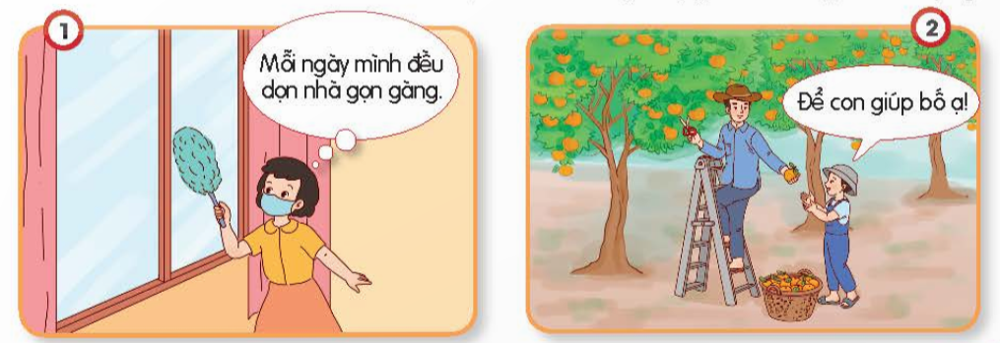 1
Mỗi ngày mình đều
dọn nhà gọn gàng.
2
Để con giúp bố ạ!